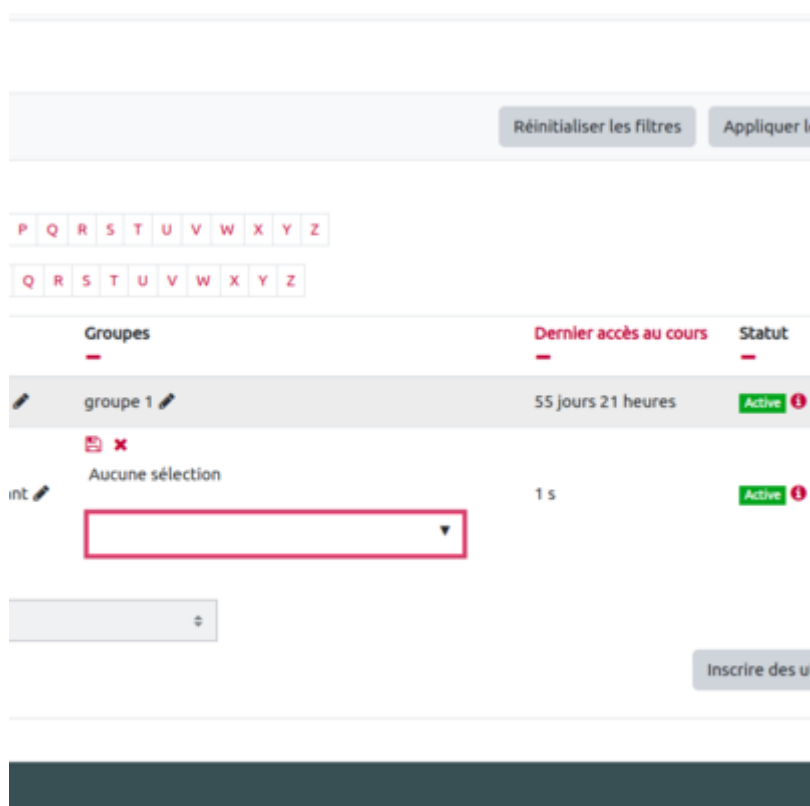 Réinitialiser les filtres Appliquer l
P Q R S T U V W X Y Z
Q R S T U V W X Y Z
Groupes Dernier accès au cours Statut
groupe 1 55 jours 21 heures Active
Aucune sélection
nt 1 s Active
Inscrire des u